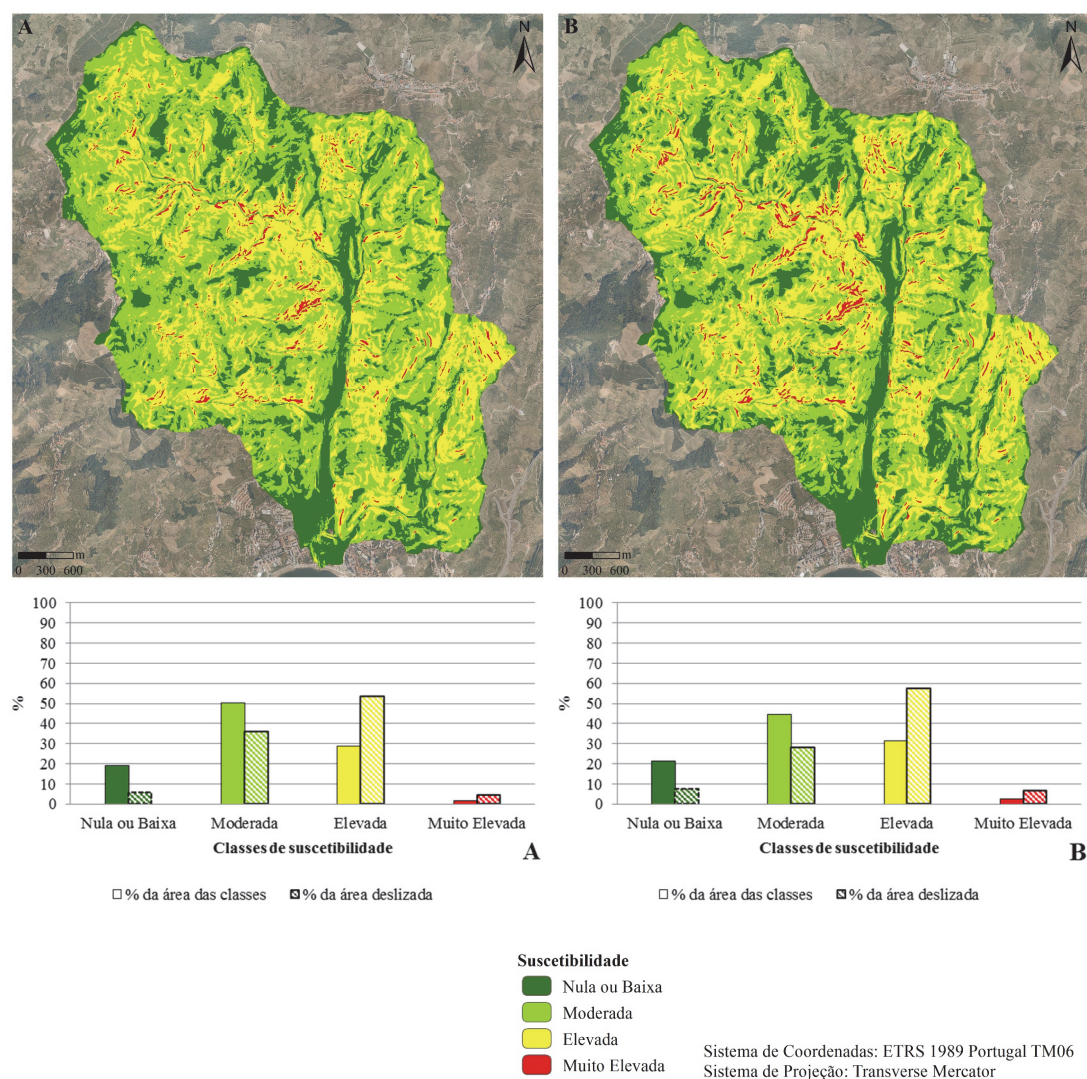 A
N
m
0 300 600
B
N
m
0 300 600
100
90
80
70
60
50
40
30
20
10
0
%
Nula ou Baixa Moderada Elevada Muito Elevada
Classes de suscetibilidade
A
% da área das classes % da área deslizada
100
90
80
70
60
50
40
30
20
10
0
%
Nula ou Baixa Moderada Elevada Muito Elevada
Classes de suscetibilidade
B
% da área das classes % da área deslizada
Suscetibilidade
Nula ou Baixa
Moderada
Elevada
Muito Elevada
Sistema de Coordenadas: ETRS 1989 Portugal TM06
Sistema de Projeção: Transverse Mercator